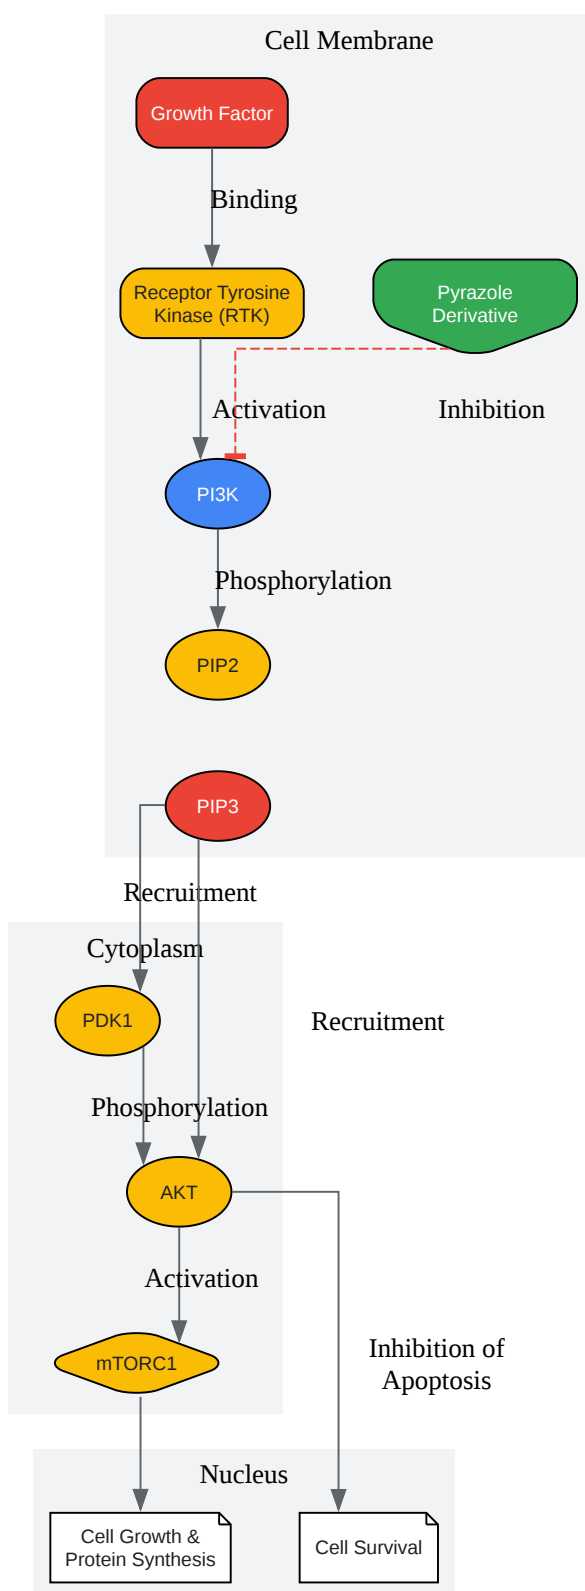 Cell Membrane
Growth Factor
Binding
Receptor Tyrosine
Kinase (RTK)
Pyrazole
Derivative
Activation
Inhibition
PI3K
Phosphorylation
PIP2
PIP3
Recruitment
Cytoplasm
PDK1
Recruitment
Phosphorylation
AKT
Activation
Inhibition of
Apoptosis
mTORC1
Nucleus
Cell Growth &
Protein Synthesis
Cell Survival